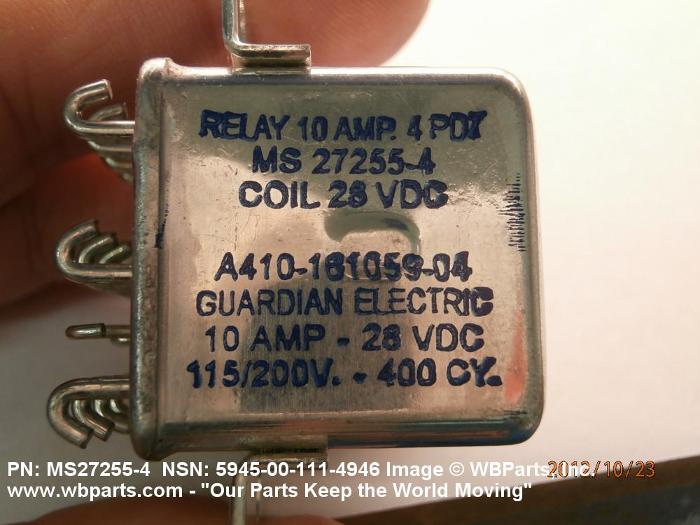 RELAY 10 AMP. 4 PDT
MS 27255-4
COIL 28 VDC
A410-161059-04
GUARDIAN ELECTRIC
10 AMP - 28 VDC
115/200V. - 400 CY.
PN: MS27255-4 NSN: 5945-00-111-4946 Image © WBParts, Inc.
2012/10/23
www.wbparts.com - "Our Parts Keep the World Moving"